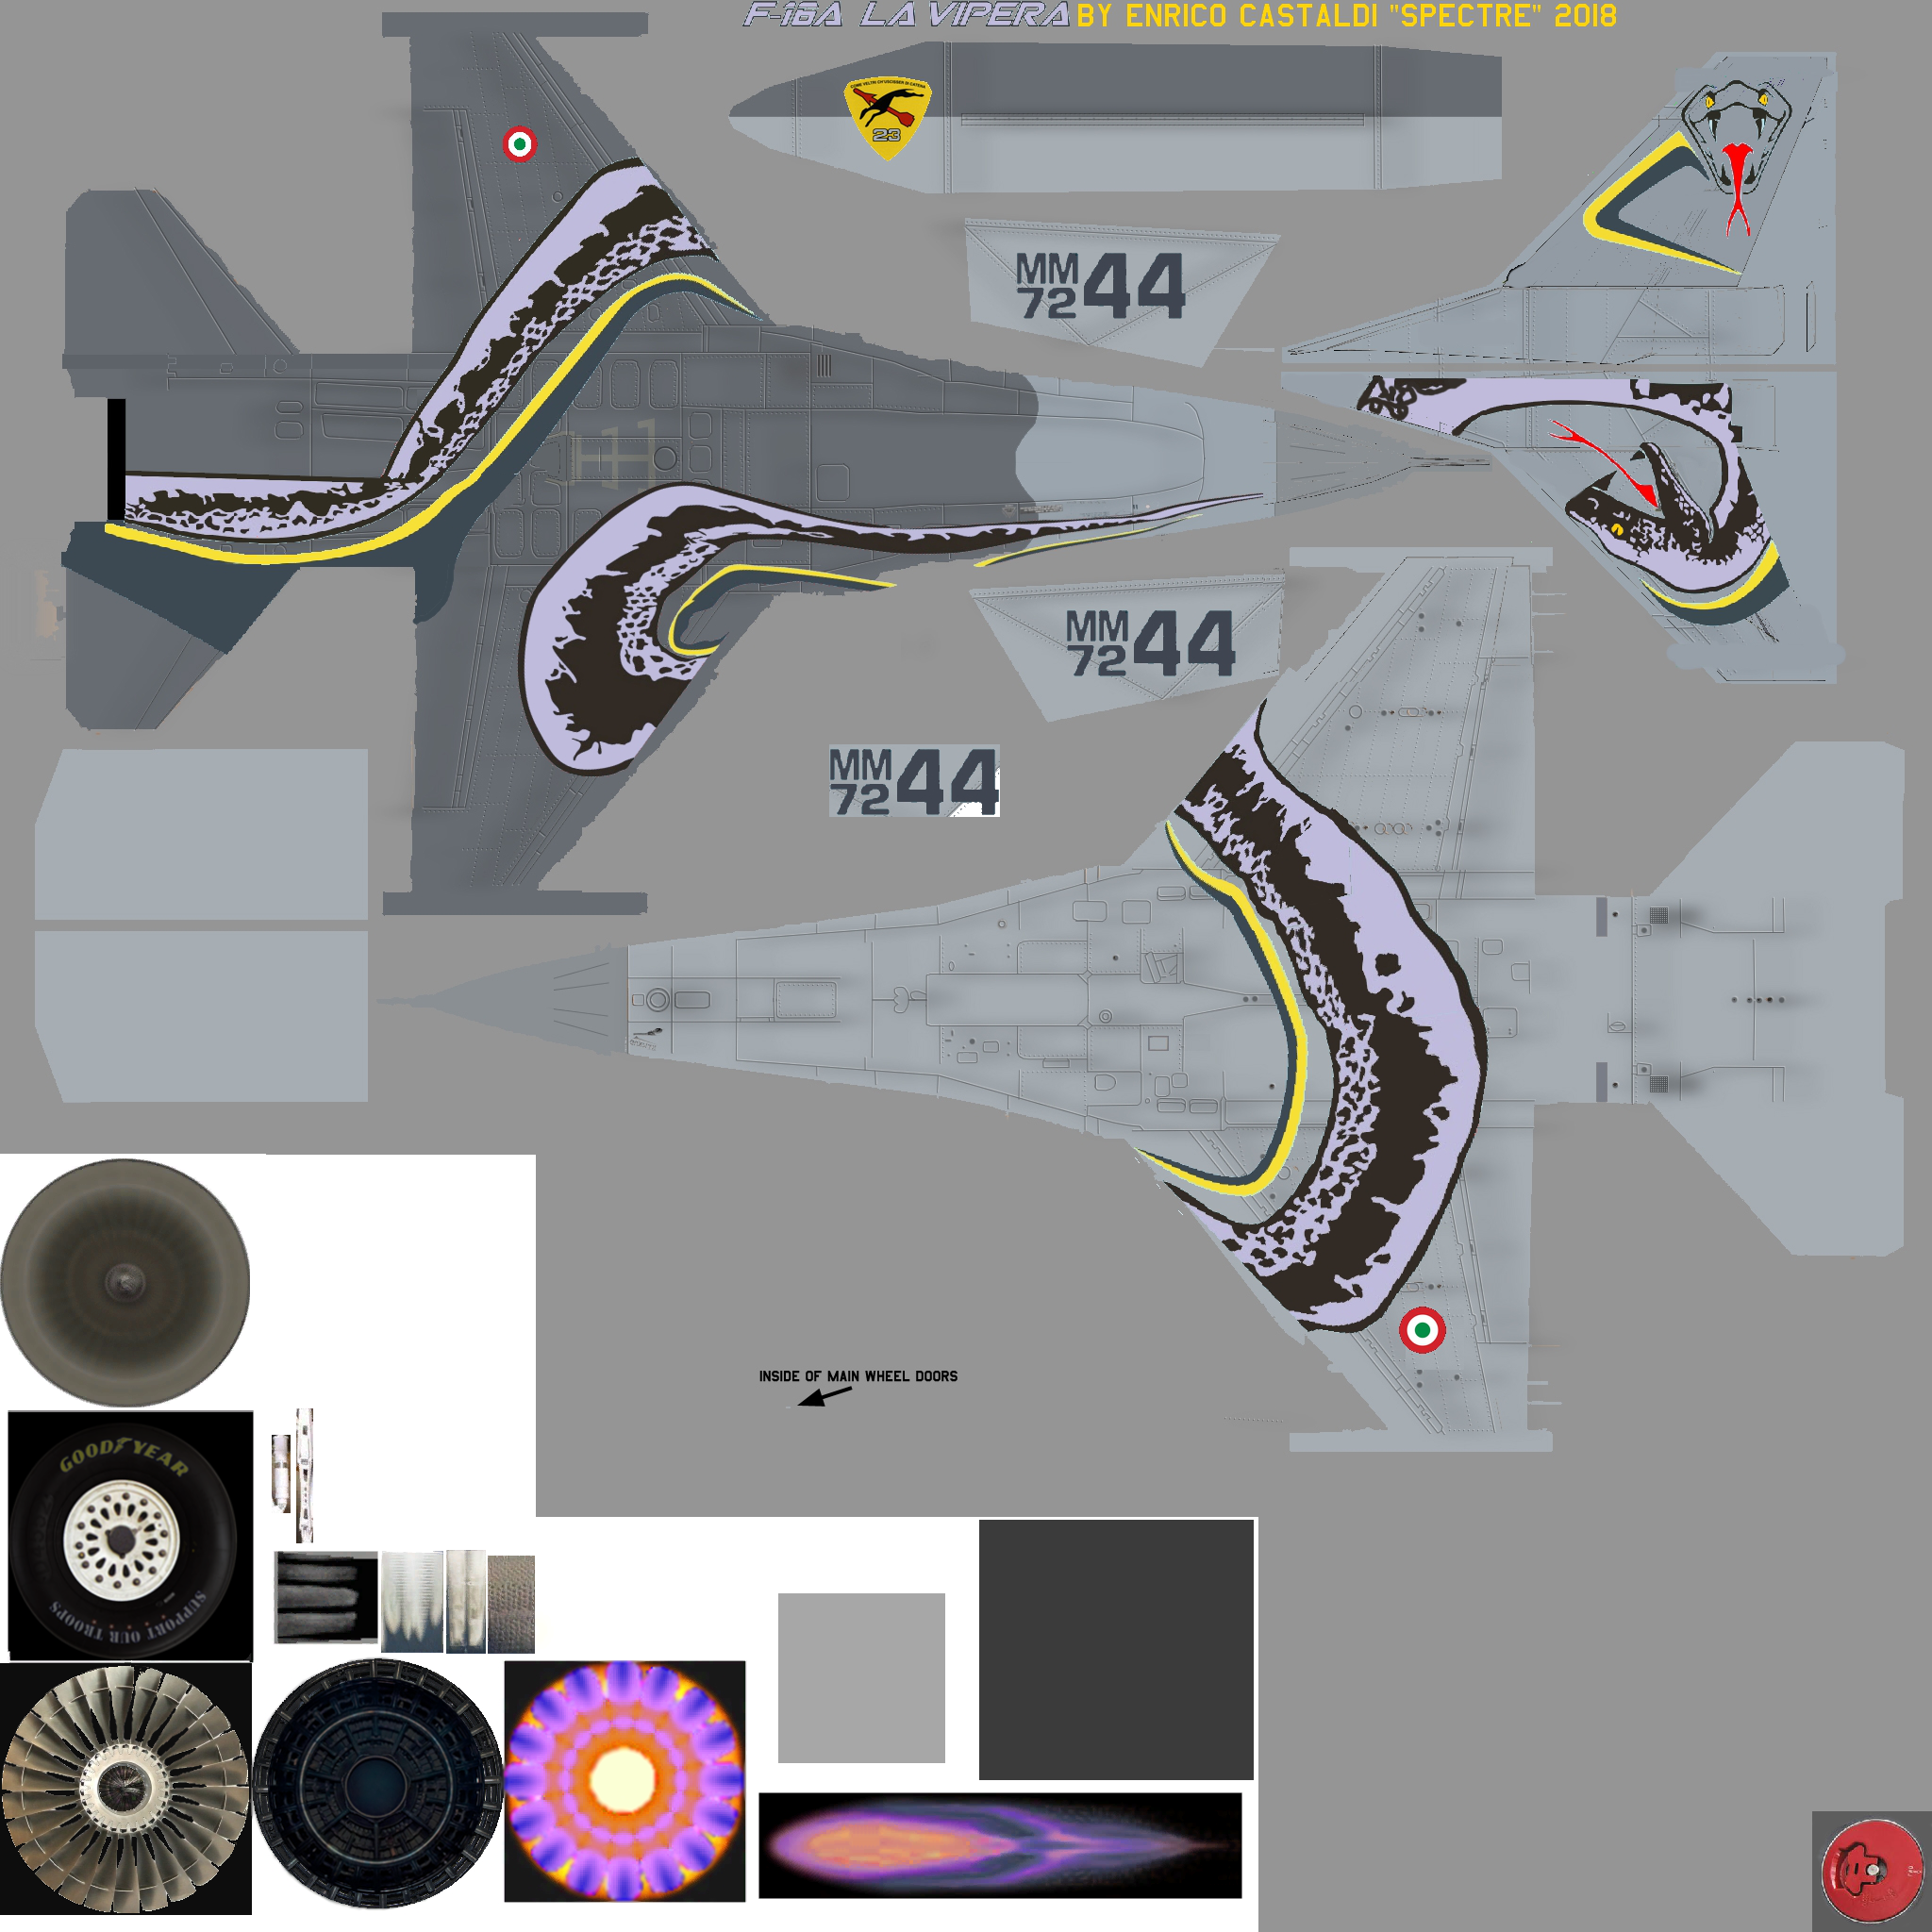 F-16A LA VIPERA BY ENRICO CASTALDI "SPECTRE" 2018
23
MM
72 44
MM
72 44
MM
72 44
INSIDE OF MAIN WHEEL DOORS
GOODYEAR
SUPPORT OUR TROOPS